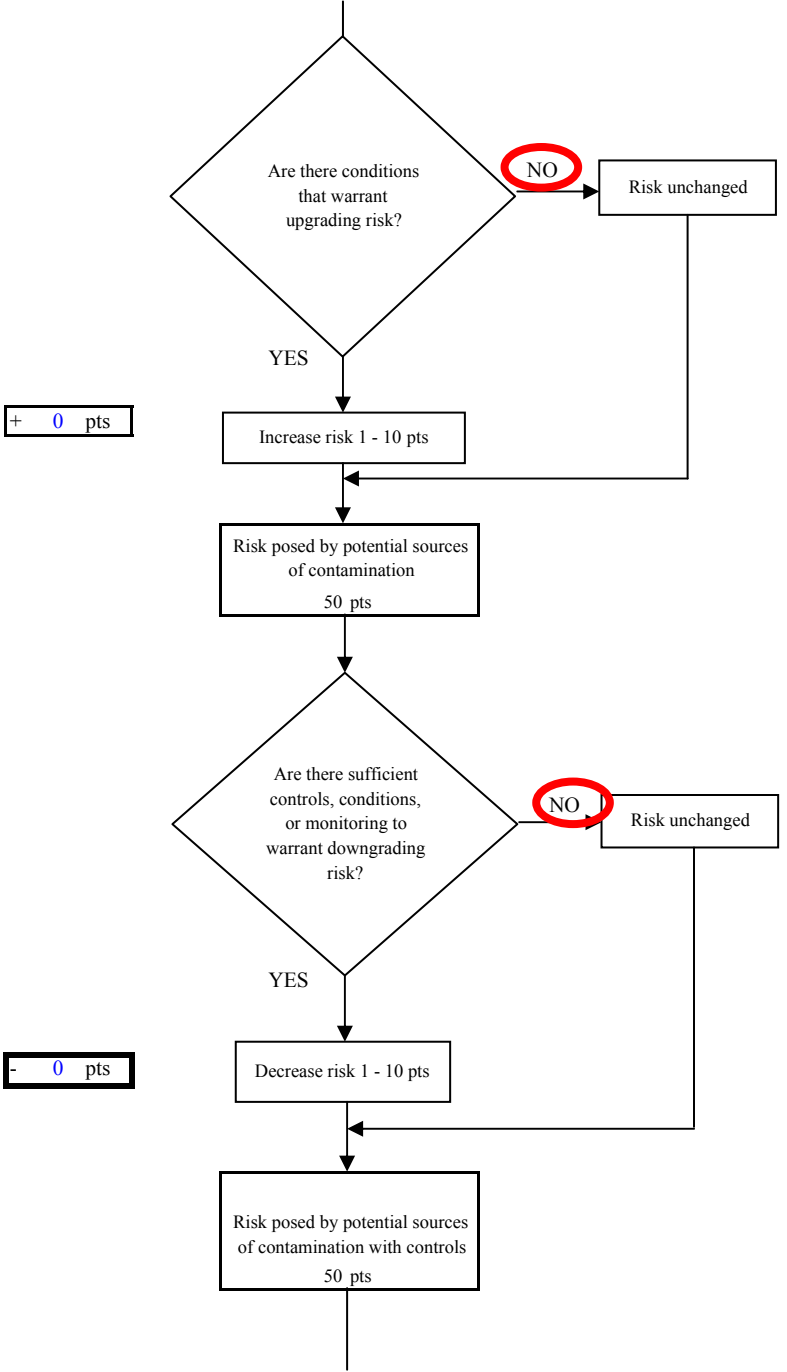 Are there conditions
that warrant
upgrading risk?
NO
Risk unchanged
YES
+ 0 pts
Increase risk 1 - 10 pts
Risk posed by potential sources
of contamination
50 pts
Are there sufficient
controls, conditions,
or monitoring to
warrant downgrading
risk?
NO
Risk unchanged
YES
- 0 pts
Decrease risk 1 - 10 pts
Risk posed by potential sources
of contamination with controls
50 pts